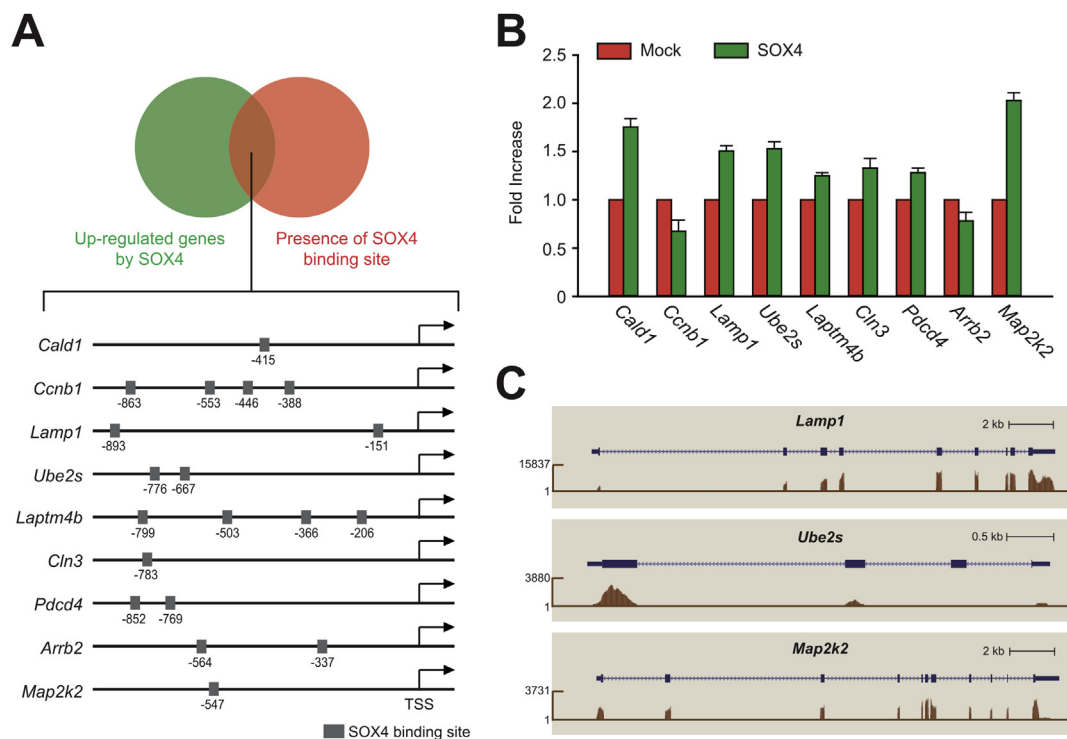 A
Up-regulated genes
by SOX4
Presence of SOX4
binding site
Cald1
-415
Ccnb1
-863 -553 -446 -388
Lamp1
-893 -151
Ube2s
-776 -667
Laptm4b
-799 -503 -366 -206
Cln3
-783
Pdcd4
-852 -769
Arrb2
-564 -337
Map2k2
-547
TSS
SOX4 binding site
B
Mock SOX4
Fold Increase
2.5
2.0
1.5
1.0
0.5
0
Cald1 Ccnb1 Lamp1 Ube2s Laptm4b Cln3 Pdcd4 Arrb2 Map2k2
C
Lamp1
2 kb
15837
1
Ube2s
0.5 kb
3880
1
Map2k2
2 kb
3731
1